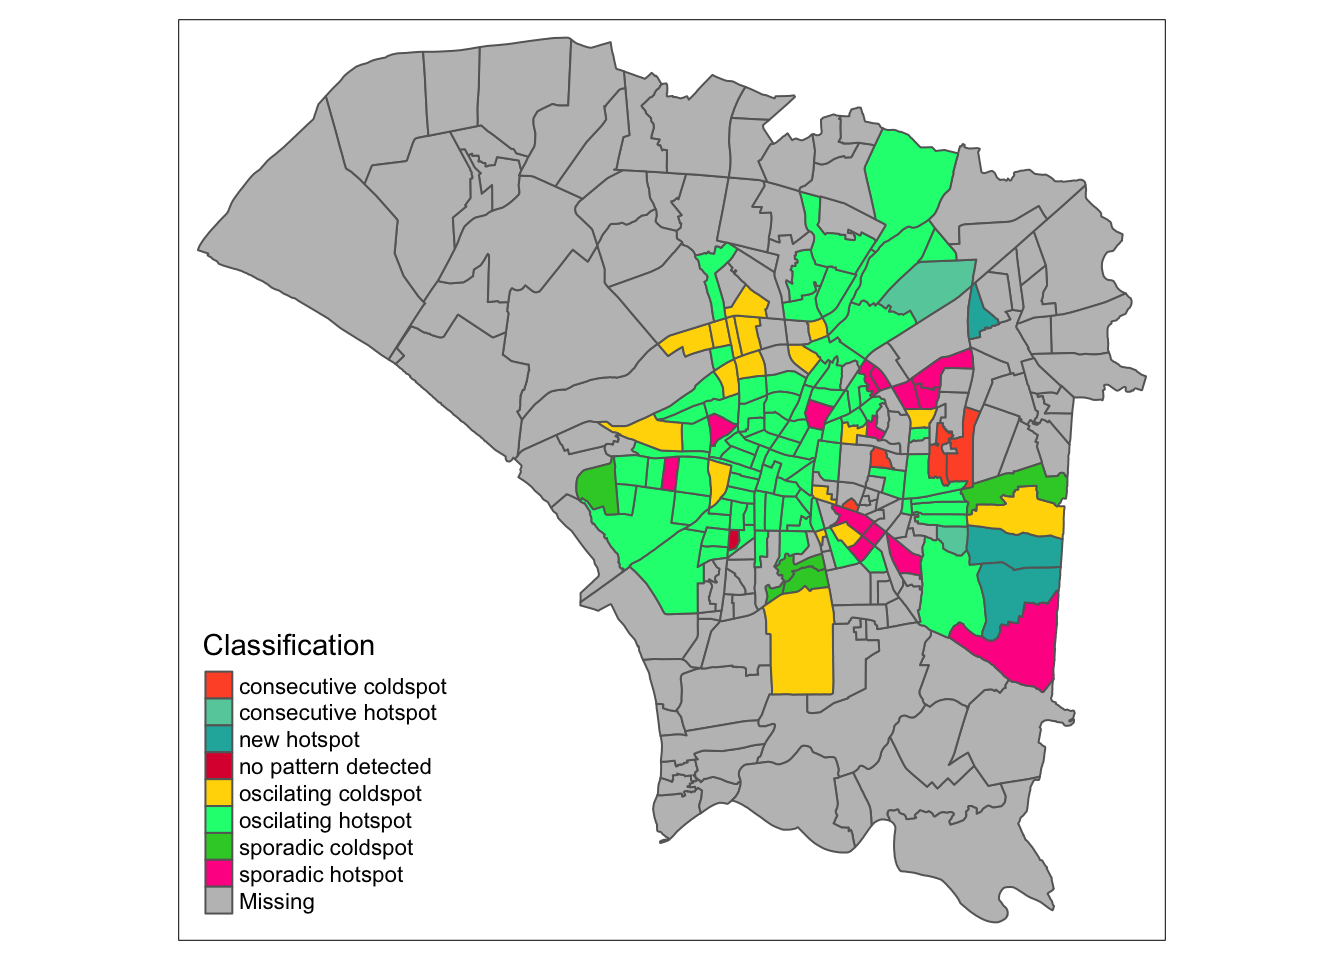 Classification
consecutive coldspot
consecutive hotspot
new hotspot
no pattern detected
oscilating coldspot
oscilating hotspot
sporadic coldspot
sporadic hotspot
Missing